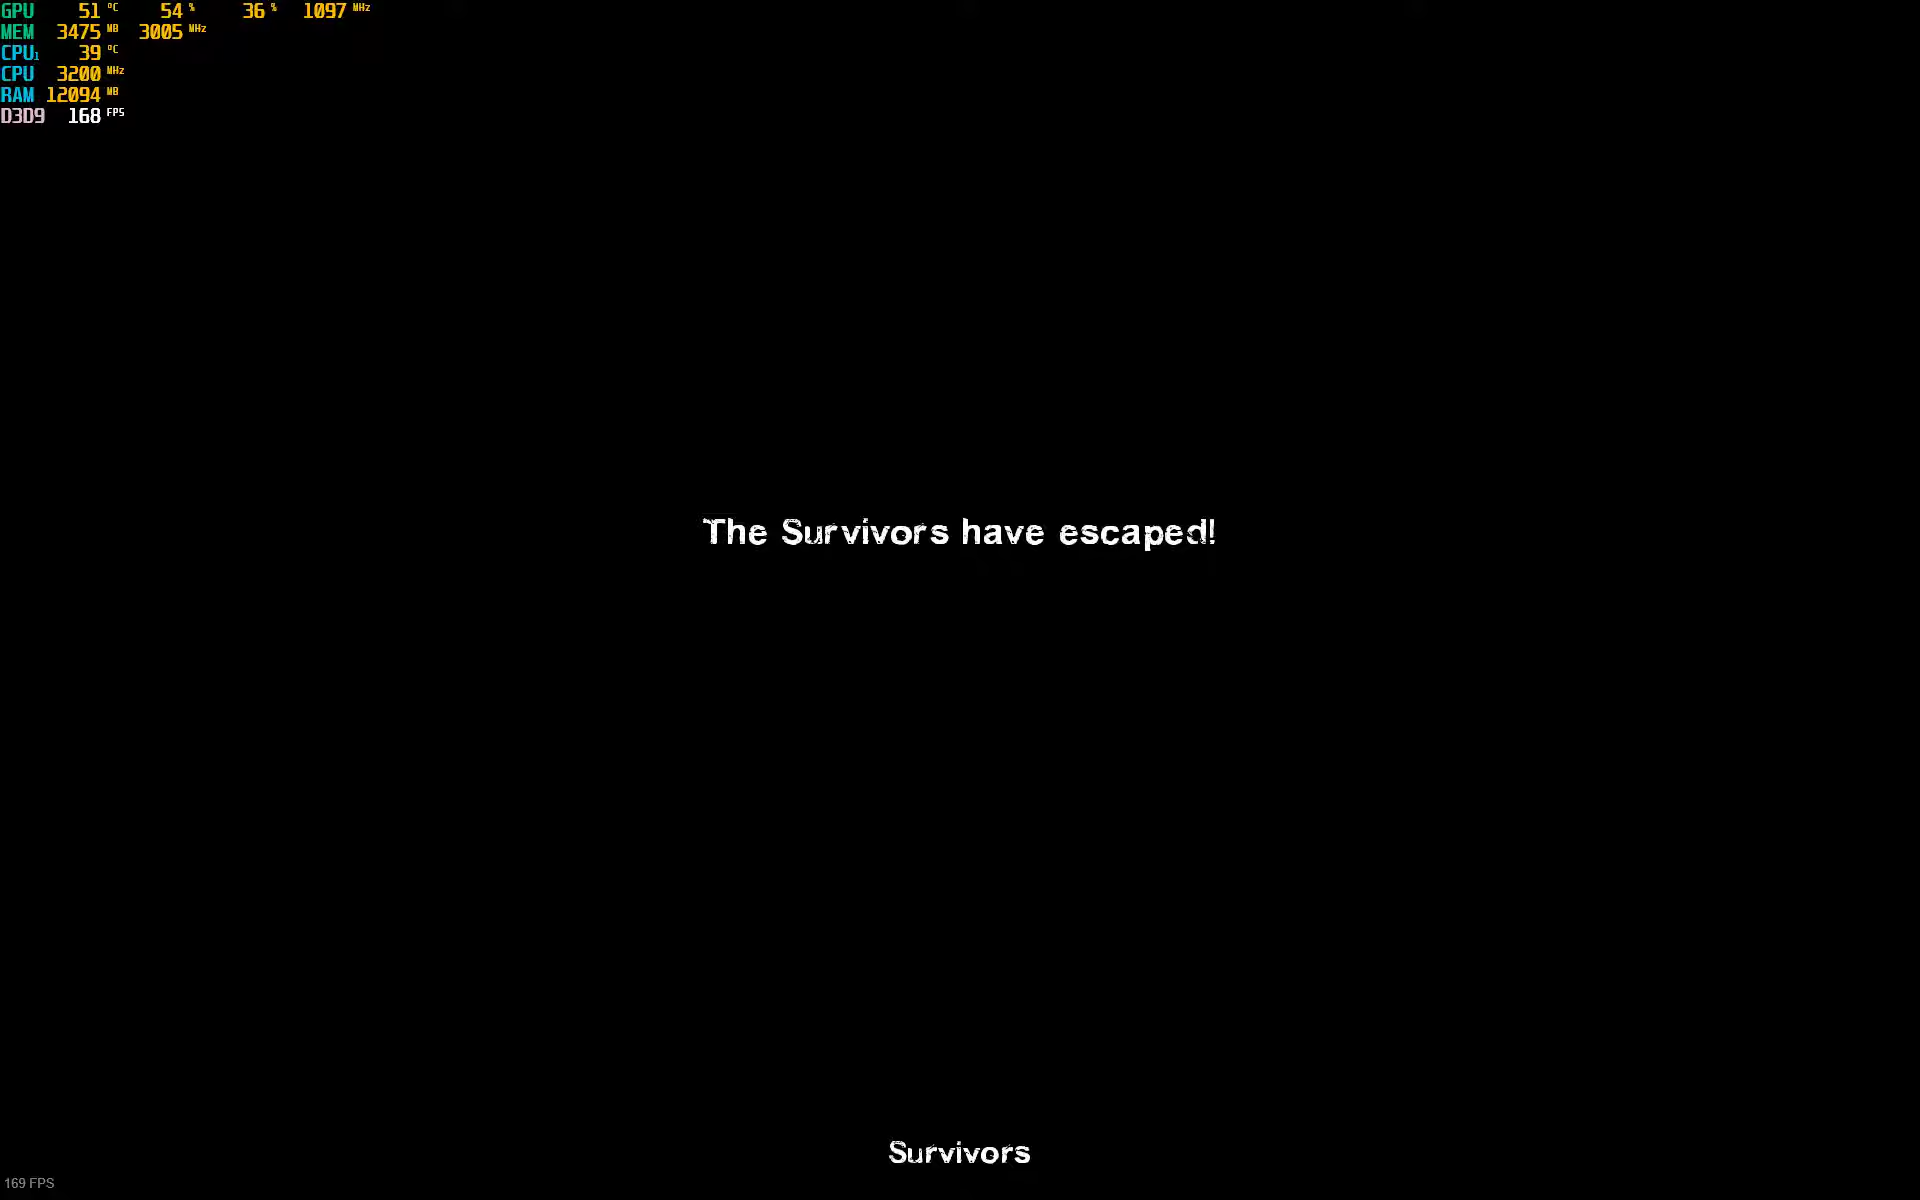 GPU 51 °C 54 % 36 % 1097 MHz
MEM 3475 MB 3005 MHz
CPU1 39 °C
CPU 3200 MHz
RAM 12094 MB
D3D9 168 FPS
The Survivors have escaped!
Survivors
169 FPS